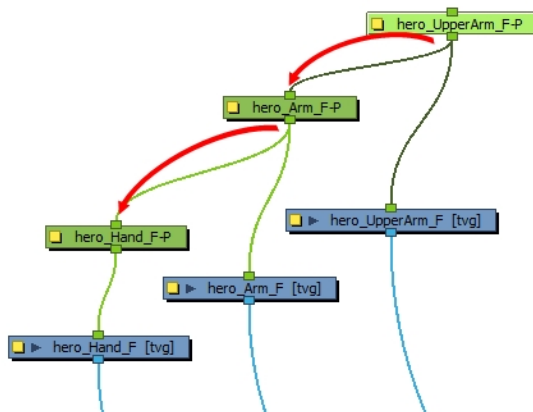 hero_UpperArm_F-P
hero_Arm_F-P
hero_UpperArm_F [tvg]
hero_Hand_F-P
hero_Arm_F [tvg]
hero_Hand_F [tvg]